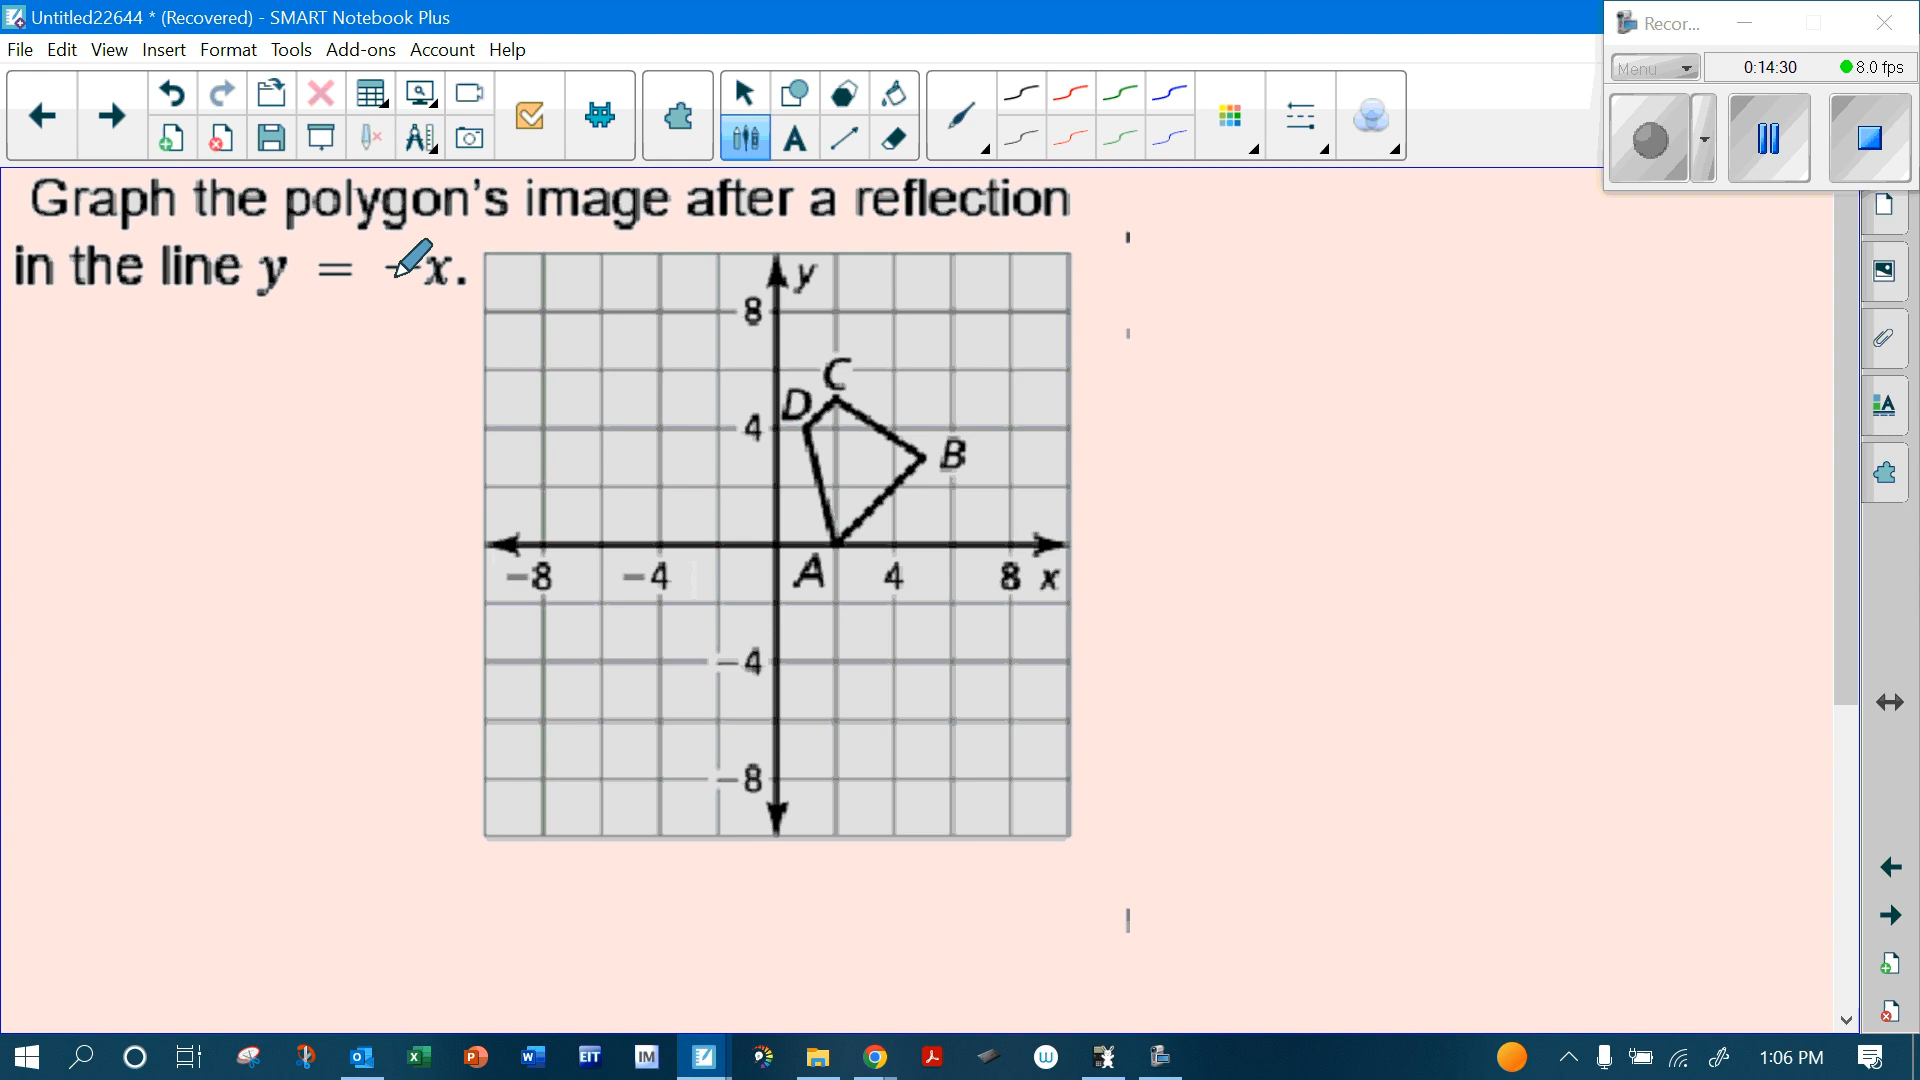 Untitled22644 * (Recovered) - SMART Notebook Plus
File Edit View Insert Format Tools Add-ons Account Help
Recor...
Menu
0:14:30
8.0 fps
Graph the polygon's image after a reflection
in the line y = -x.
y
8
C
D
4
B
-8
-4
A
4
8
x
-4
-8
EIT
IM
1:06 PM